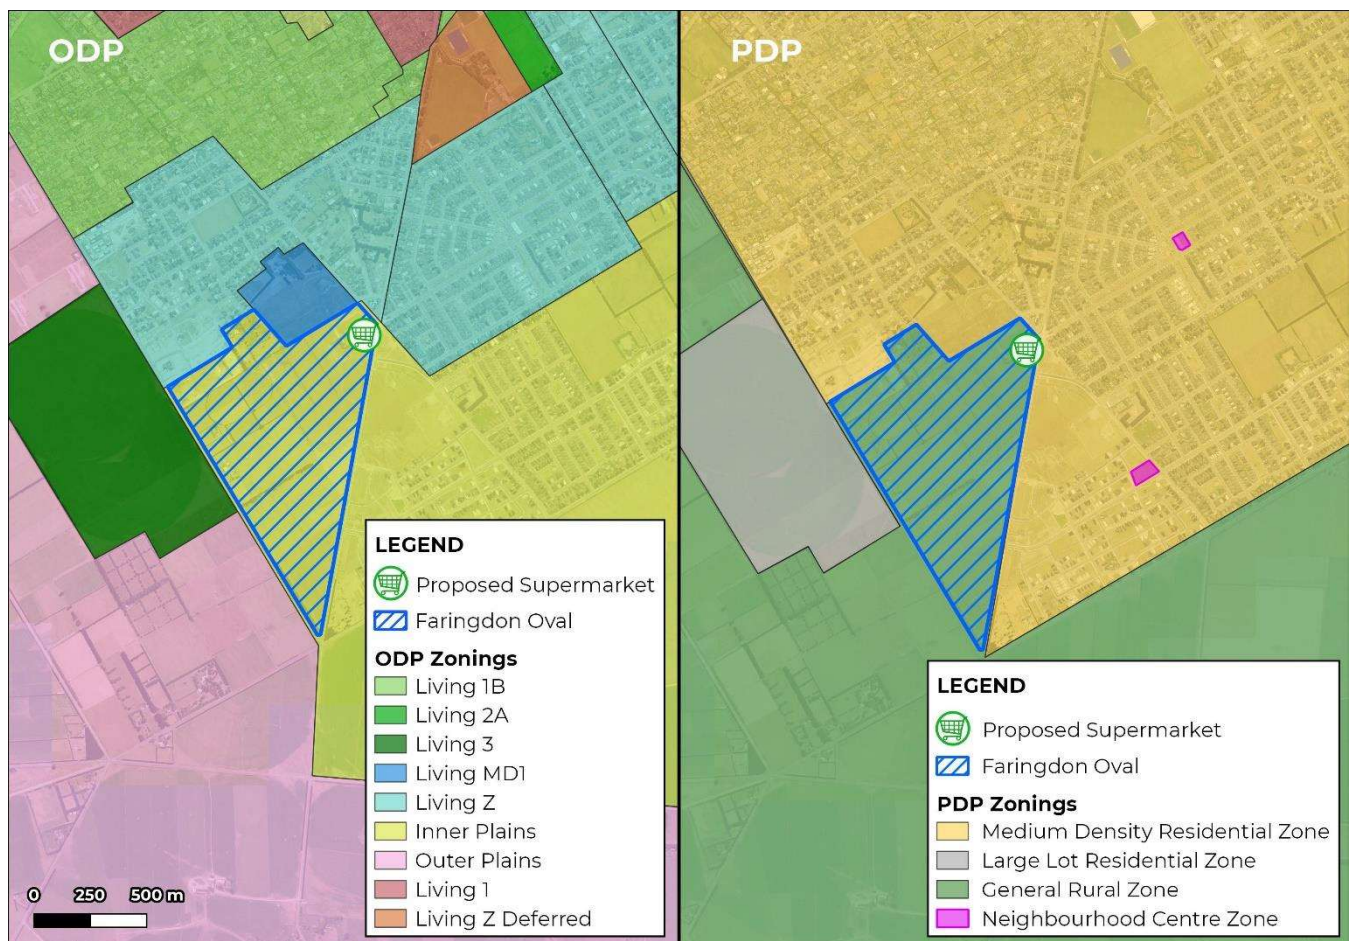 ODP
PDP
LEGEND
Proposed Supermarket
Faringdon Oval
ODP Zonings
Living 1B
Living 2A
Living 3
Living MD1
Living Z
Inner Plains
Outer Plains
Living 1
Living Z Deferred
0 250 500 m
LEGEND
Proposed Supermarket
Faringdon Oval
PDP Zonings
Medium Density Residential Zone
Large Lot Residential Zone
General Rural Zone
Neighbourhood Centre Zone